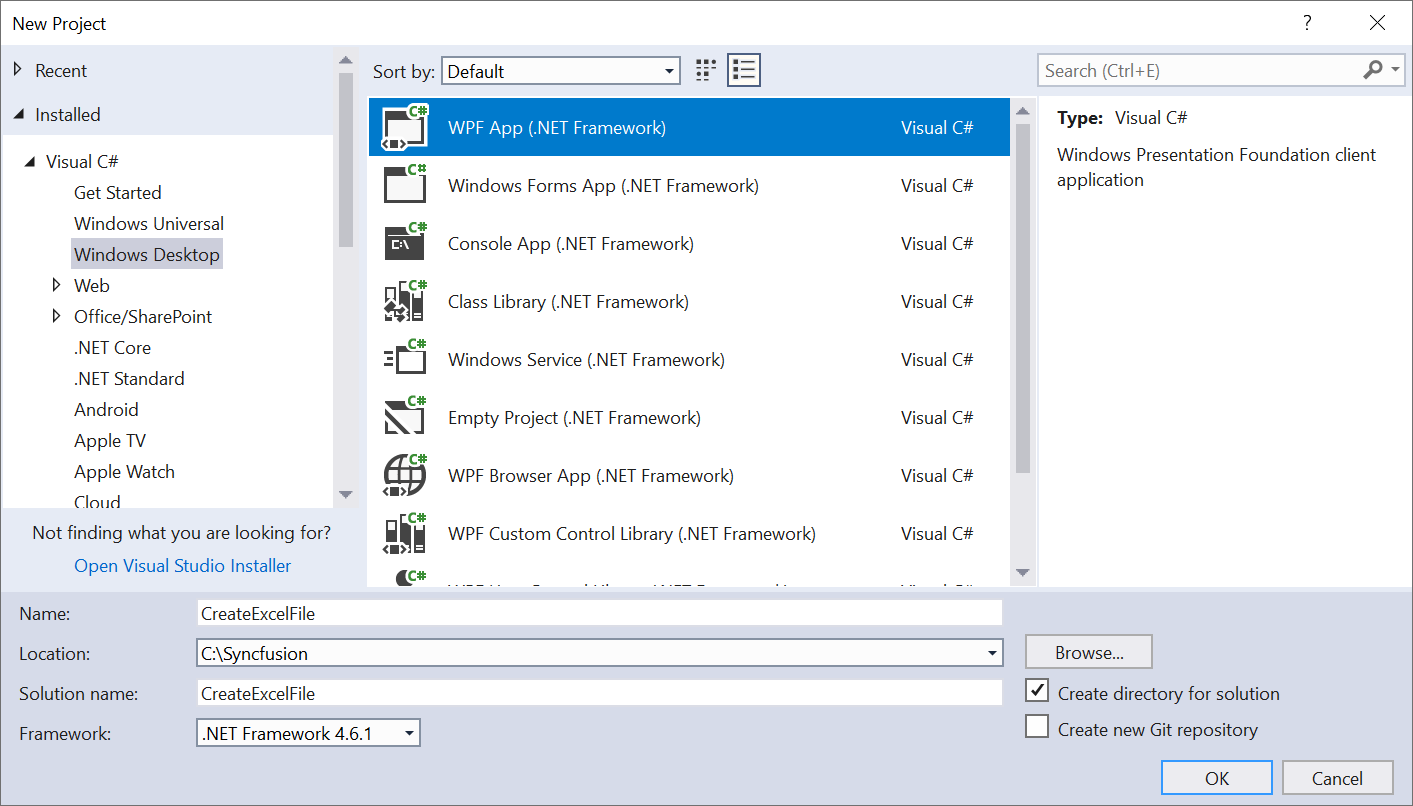 New Project
?
Recent
Installed
Visual C#
Get Started
Windows Universal
Windows Desktop
Web
Office/SharePoint
.NET Core
.NET Standard
Android
Apple TV
Apple Watch
Cloud
Not finding what you are looking for?
Open Visual Studio Installer
Sort by: Default
C# WPF App (.NET Framework) Visual C#
C# Windows Forms App (.NET Framework) Visual C#
C# C:\ Console App (.NET Framework) Visual C#
C# Class Library (.NET Framework) Visual C#
C# Windows Service (.NET Framework) Visual C#
C# Empty Project (.NET Framework) Visual C#
C# WPF Browser App (.NET Framework) Visual C#
C# WPF Custom Control Library (.NET Framework) Visual C#
C#
Search (Ctrl+E)
Type: Visual C#
Windows Presentation Foundation client
application
Name: CreateExcelFile
Location: C:\Syncfusion
Browse...
Solution name: CreateExcelFile
Create directory for solution
Framework: .NET Framework 4.6.1
Create new Git repository
OK
Cancel